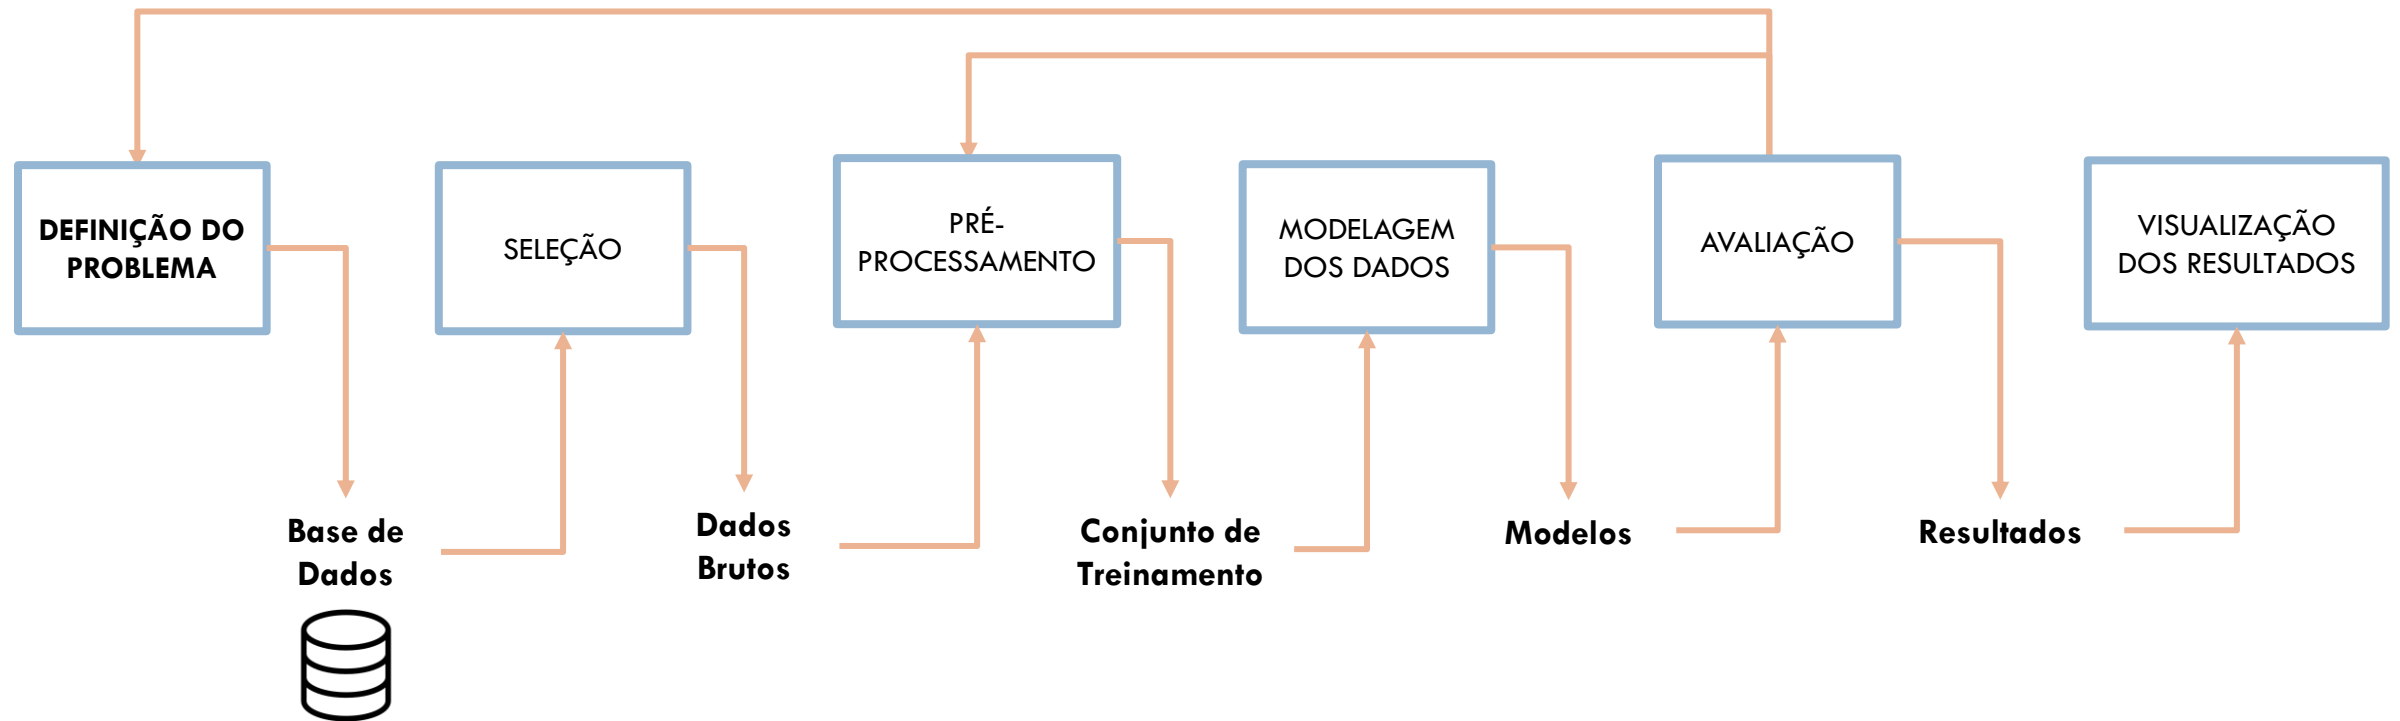 DEFINIÇÃO DO
PROBLEMA
SELEÇÃO
PRÉ-
PROCESSAMENTO
MODELAGEM
DOS DADOS
AVALIAÇÃO
VISUALIZAÇÃO
DOS RESULTADOS
Base de
Dados
Dados
Brutos
Conjunto de
Treinamento
Modelos
Resultados